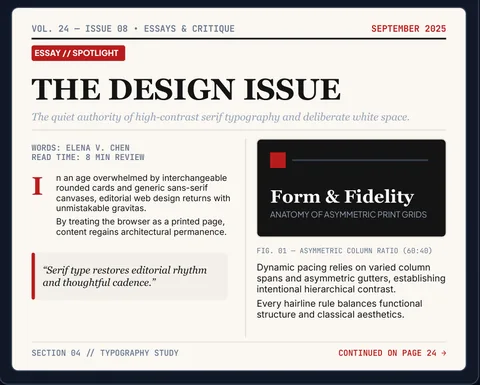 VOL. 24 — ISSUE 08 • ESSAYS & CRITIQUE
SEPTEMBER 2025
ESSAY // SPOTLIGHT
THE DESIGN ISSUE
The quiet authority of high-contrast serif typography and deliberate white space.
WORDS: ELENA V. CHEN
READ TIME: 8 MIN REVIEW
In an age overwhelmed by interchangeable
rounded cards and generic sans-serif
canvases, editorial web design returns with
unmistakable gravitas.
By treating the browser as a printed page,
content regains architectural permanence.
“Serif type restores editorial rhythm
and thoughtful cadence.”
Form & Fidelity
ANATOMY OF ASYMMETRIC PRINT GRIDS
FIG. 01 — ASYMMETRIC COLUMN RATIO (60:40)
Dynamic pacing relies on varied column
spans and asymmetric gutters, establishing
intentional hierarchical contrast.
Every hairline rule balances functional
structure and classical aesthetics.
SECTION 04 // TYPOGRAPHY STUDY
CONTINUED ON PAGE 24 →